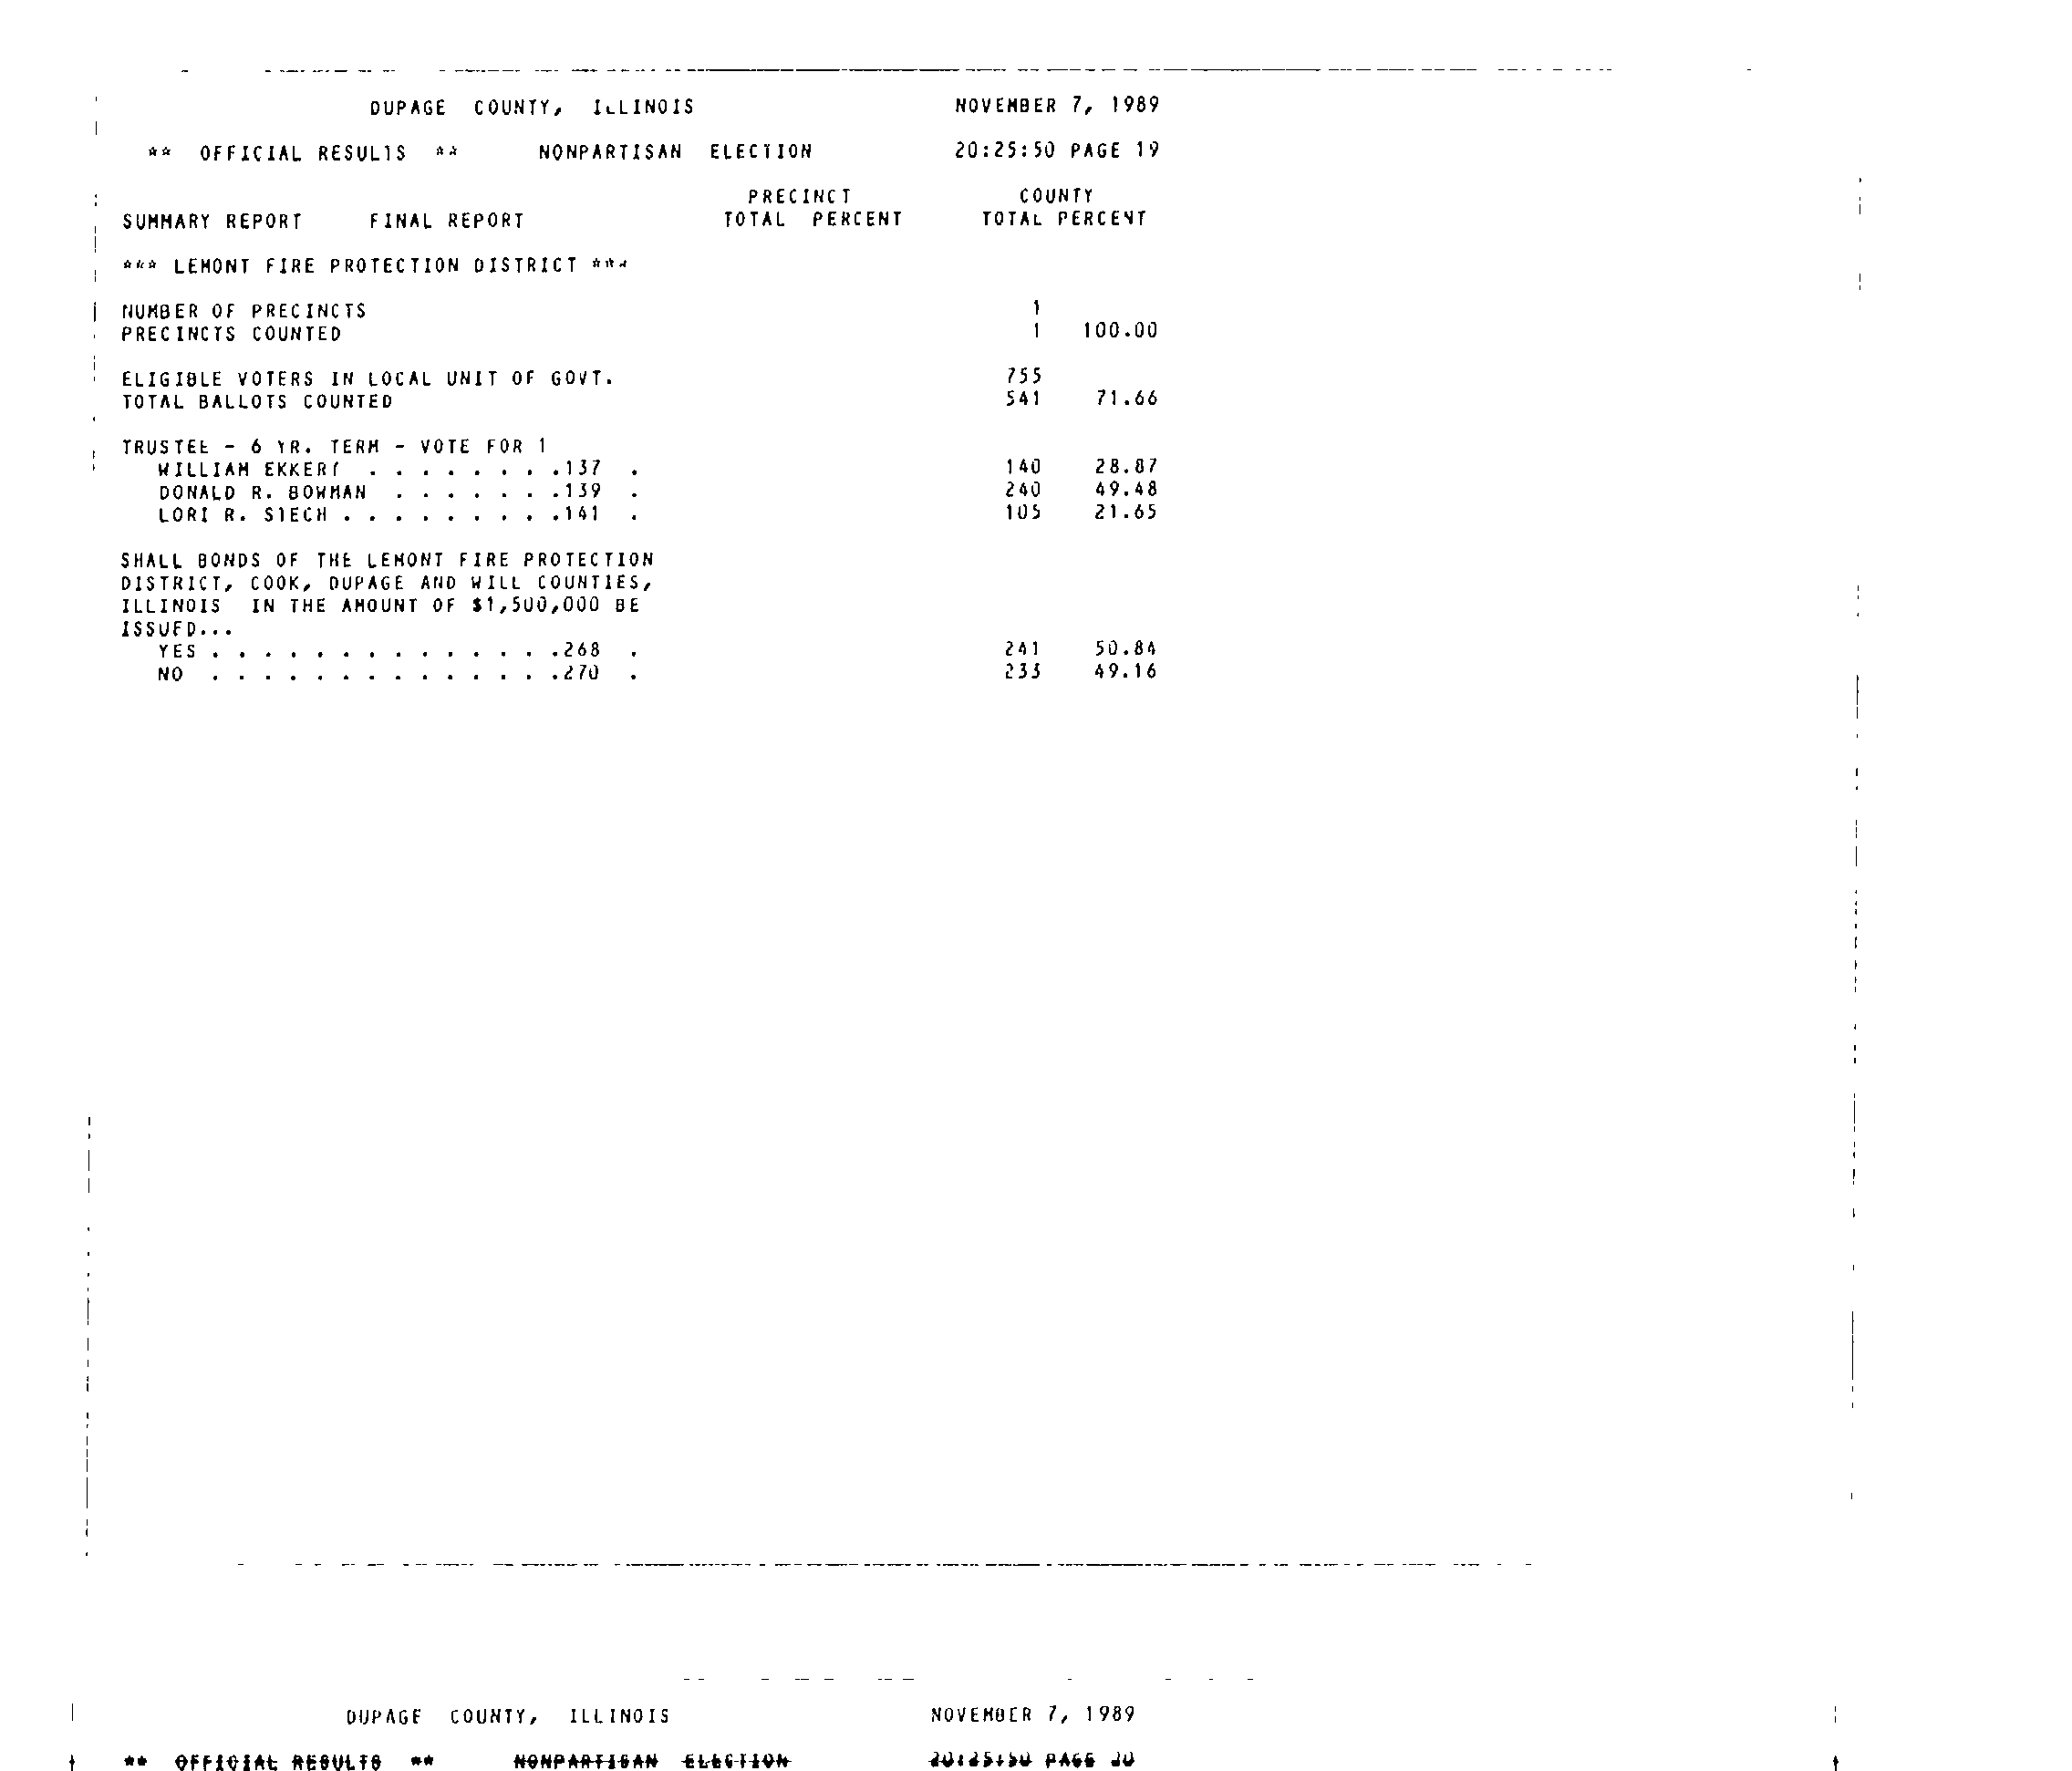 DUPAGE COUNTY, ILLINOIS NOVEMBER 7, 1989
** OFFICIAL RESULTS ** NONPARTISAN ELECTION 20:25:50 PAGE 19
PRECINCT COUNTY
SUMMARY REPORT FINAL REPORT TOTAL PERCENT TOTAL PERCENT
*** LEMONT FIRE PROTECTION DISTRICT ***
NUMBER OF PRECINCTS 1
PRECINCTS COUNTED 1 100.00
ELIGIBLE VOTERS IN LOCAL UNIT OF GOVT. 755
TOTAL BALLOTS COUNTED 541 71.66
TRUSTEE - 6 YR. TERM - VOTE FOR 1
WILLIAM EKKERT . . . . . . . .137 . 140 28.87
DONALD R. BOWMAN . . . . . . .139 . 240 49.48
LORI R. STECH . . . . . . . . .141 . 105 21.65
SHALL BONDS OF THE LEMONT FIRE PROTECTION
DISTRICT, COOK, DUPAGE AND WILL COUNTIES,
ILLINOIS IN THE AMOUNT OF $1,500,000 BE
ISSUED...
YES . . . . . . . . . . . . . .268 . 241 50.84
NO . . . . . . . . . . . . . .270 . 233 49.16
DUPAGE COUNTY, ILLINOIS NOVEMBER 7, 1989
** OFFICIAL RESULTS ** NONPARTISAN ELECTION 20:25:50 PAGE 20